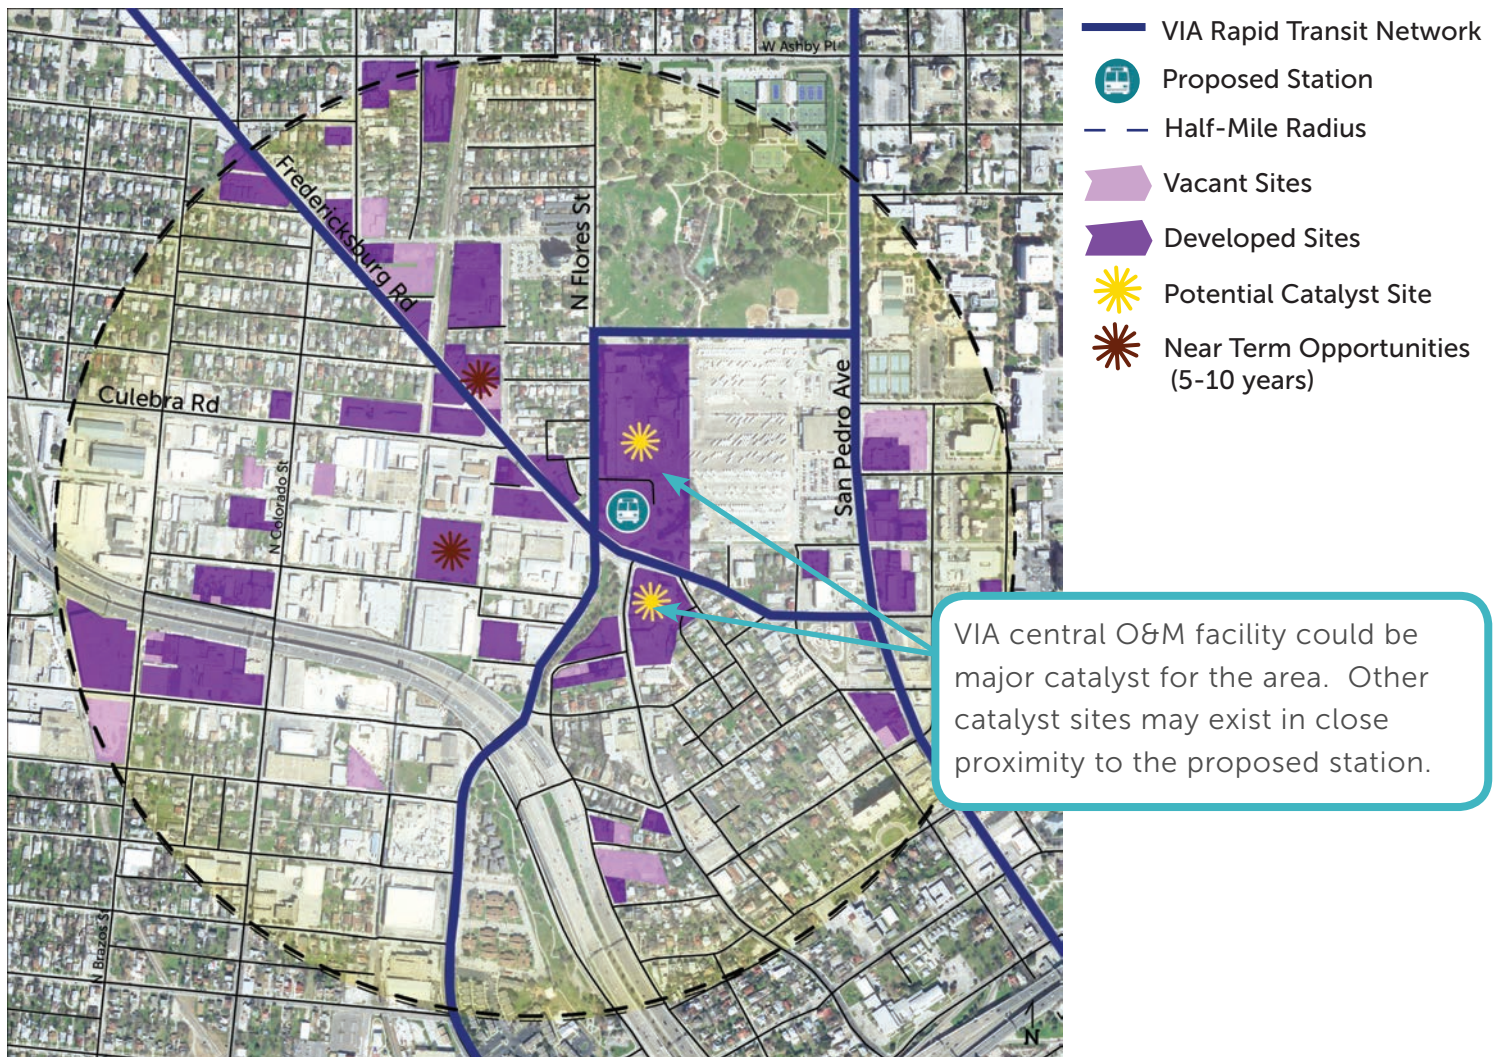 W Ashby Pl
Fredericksburg Rd
N Flores St
Culebra Rd
San Pedro Ave
N Colorado St
N Brazos St
N
VIA Rapid Transit Network
Proposed Station
Half-Mile Radius
Vacant Sites
Developed Sites
Potential Catalyst Site
Near Term Opportunities
(5-10 years)
VIA central O&M facility could be
major catalyst for the area. Other
catalyst sites may exist in close
proximity to the proposed station.